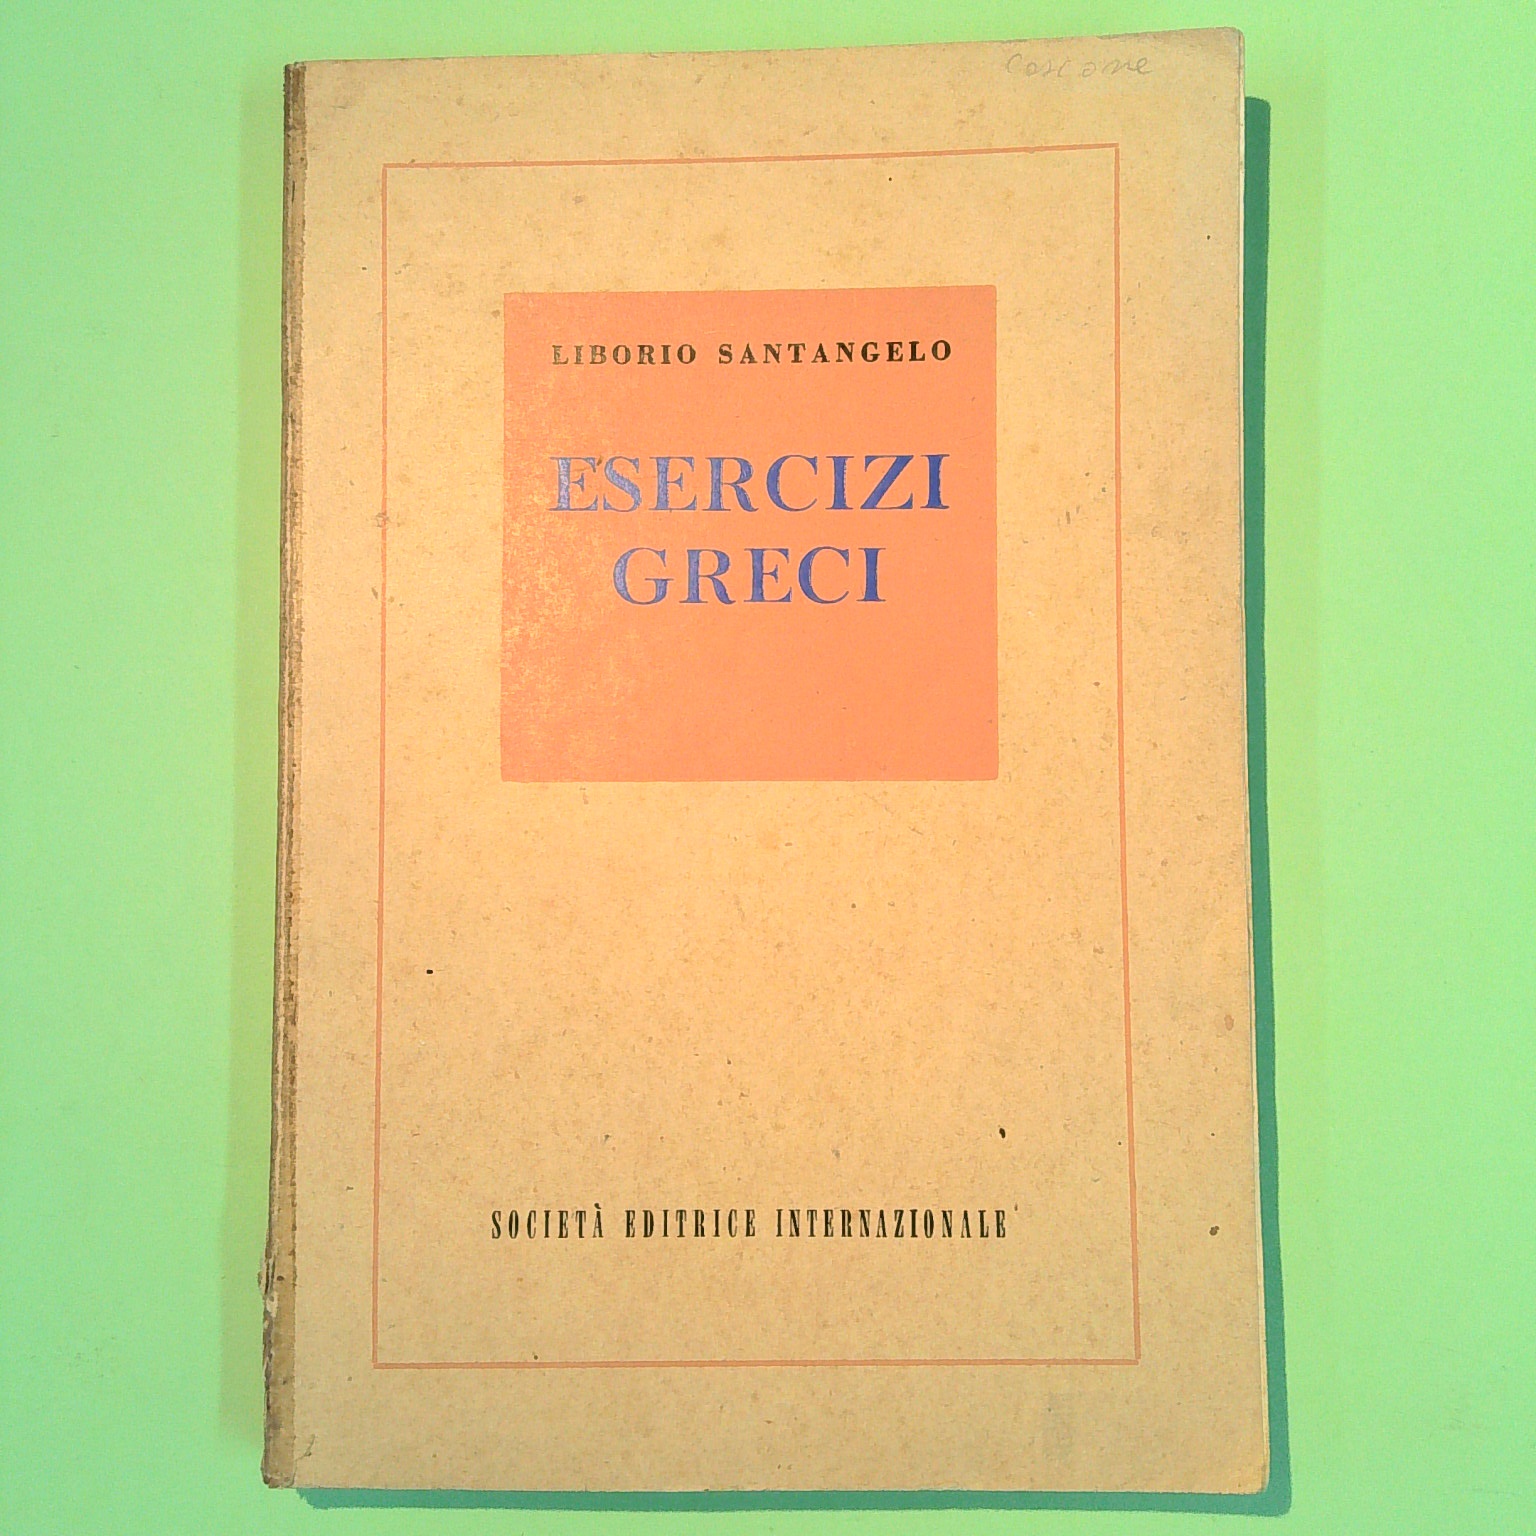 LIBORIO SANTANGELO
ESERCIZI
GRECI
SOCIETÀ EDITRICE INTERNAZIONALE